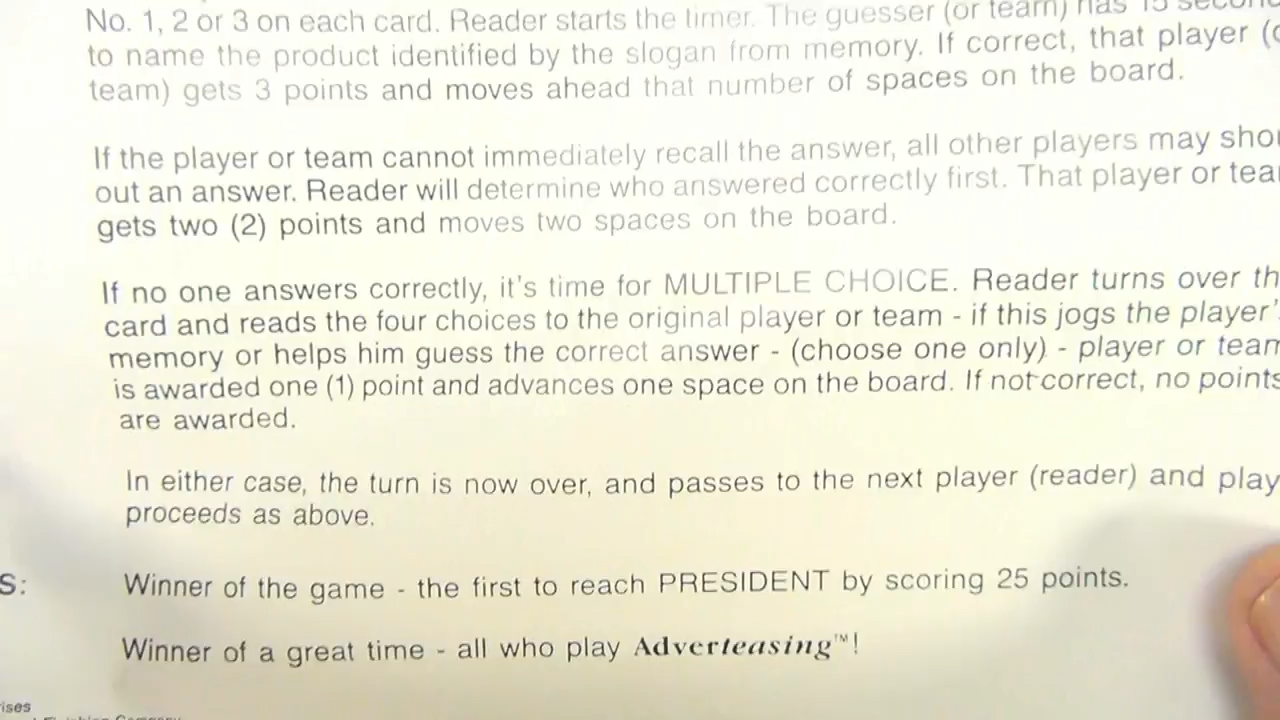 No. 1, 2 or 3 on each card. Reader starts the timer. The guesser (or team) has 15
to name the product identified by the slogan from memory. If correct, that player
team) gets 3 points and moves ahead that number of spaces on the board.
If the player or team cannot immediately recall the answer, all other players may
out an answer. Reader will determine who answered correctly first. That player or
gets two (2) points and moves two spaces on the board.
If no one answers correctly, it's time for MULTIPLE CHOICE. Reader turns over
card and reads the four choices to the original player or team - if this jogs the
memory or helps him guess the correct answer - (choose one only) - player or team
is awarded one (1) point and advances one space on the board. If not correct, no points
are awarded.
In either case, the turn is now over, and passes to the next player (reader) and play
proceeds as above.
S: Winner of the game - the first to reach PRESIDENT by scoring 25 points.
Winner of a great time - all who play Adverteasing™!